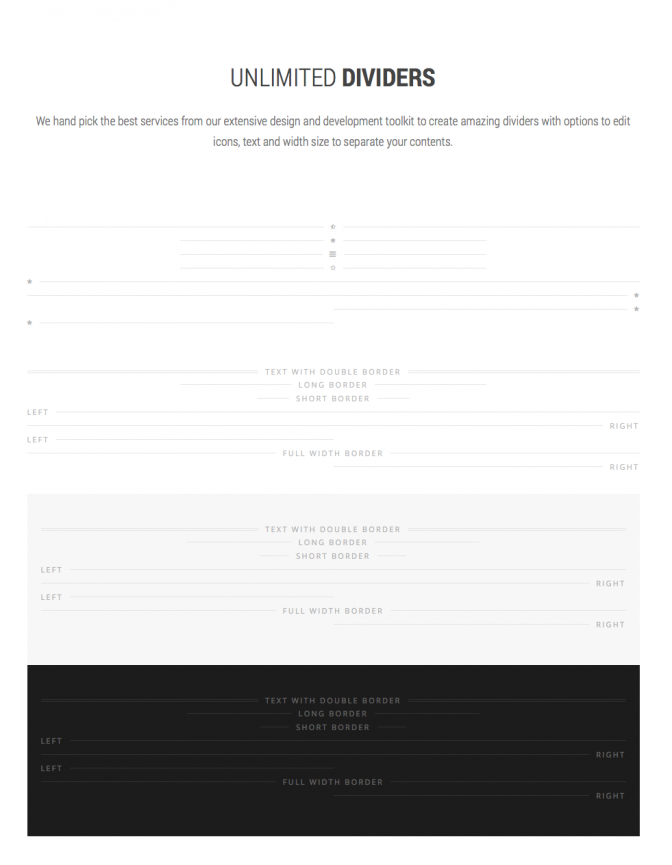 UNLIMITED DIVIDERS
We hand pick the best services from our extensive design and development toolkit to create amazing dividers with options to edit
icons, text and width size to separate your contents.
TEXT WITH DOUBLE BORDER
LONG BORDER
SHORT BORDER
LEFT
RIGHT
LEFT
FULL WIDTH BORDER
RIGHT
TEXT WITH DOUBLE BORDER
LONG BORDER
SHORT BORDER
LEFT
RIGHT
LEFT
FULL WIDTH BORDER
RIGHT
TEXT WITH DOUBLE BORDER
LONG BORDER
SHORT BORDER
LEFT
RIGHT
LEFT
FULL WIDTH BORDER
RIGHT